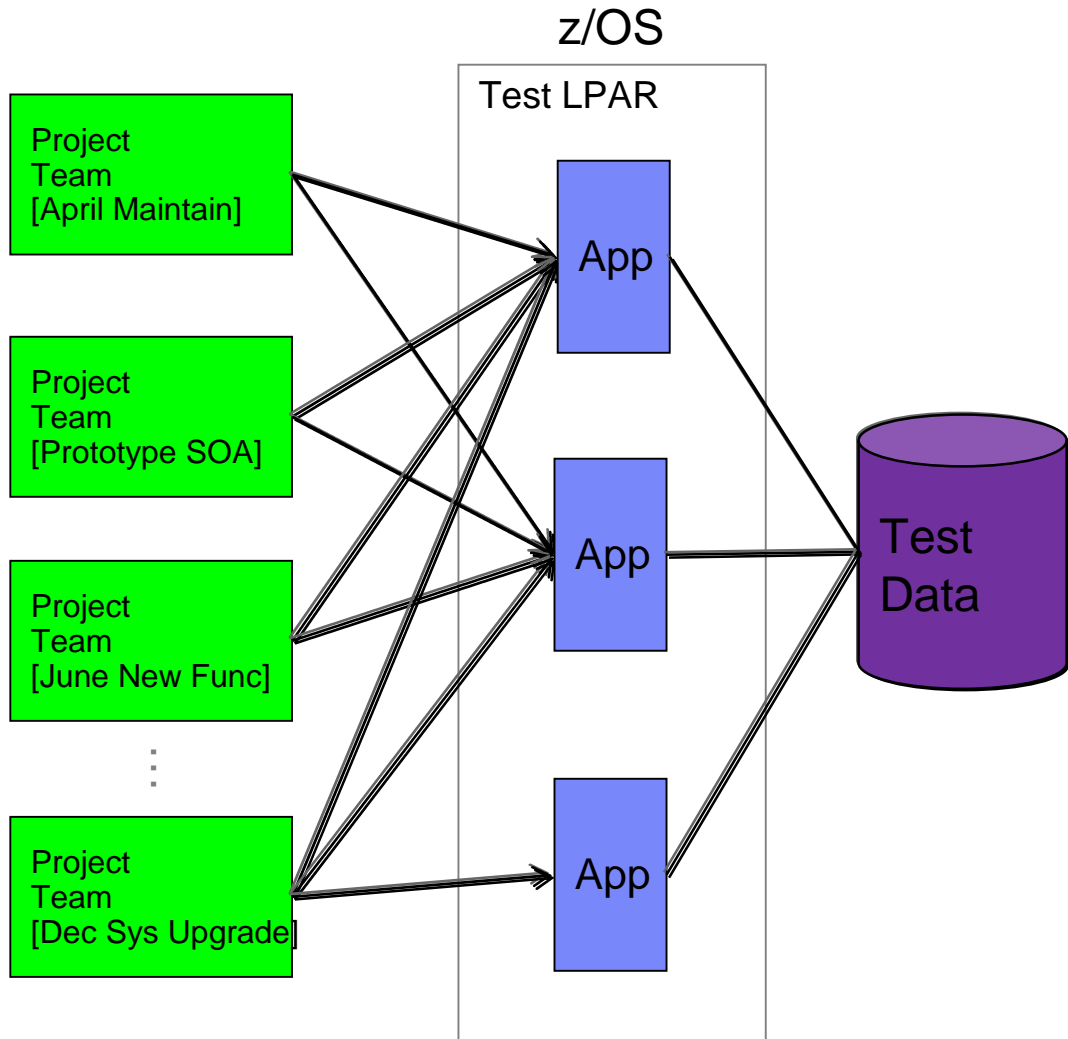 z/OS
Test LPAR
Project
Team
[April Maintain]
App
Project
Team
[Prototype SOA]
App
Test
Data
Project
Team
[June New Func]
Project
Team
[Dec Sys Upgrade]
App